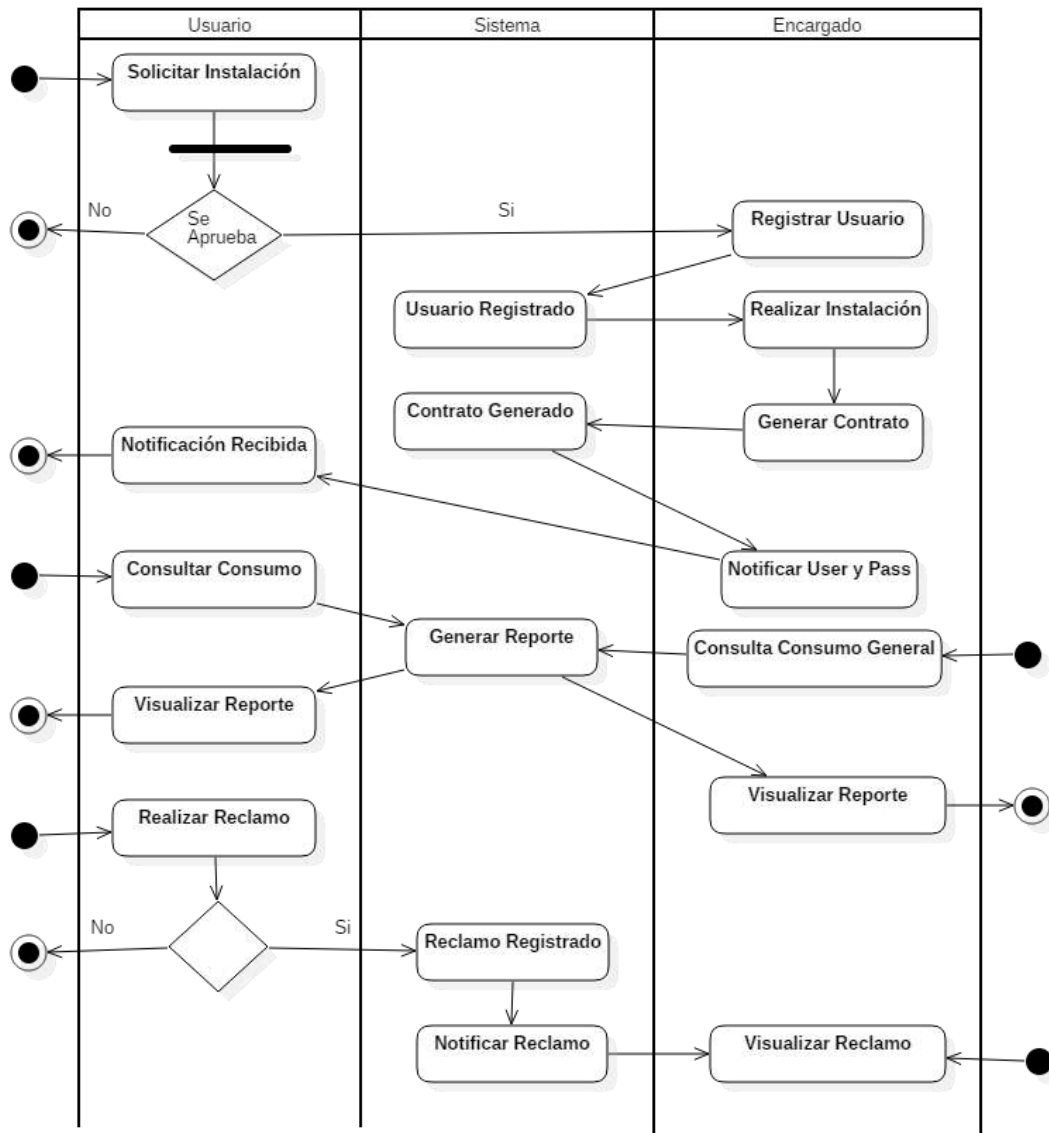 Usuario
Sistema
Encargado
Solicitar Instalación
No
Se
Aprueba
Si
Registrar Usuario
Usuario Registrado
Realizar Instalación
Contrato Generado
Generar Contrato
Notificación Recibida
Consultar Consumo
Notificar User y Pass
Generar Reporte
Consulta Consumo General
Visualizar Reporte
Visualizar Reporte
Realizar Reclamo
No
Si
Reclamo Registrado
Notificar Reclamo
Visualizar Reclamo